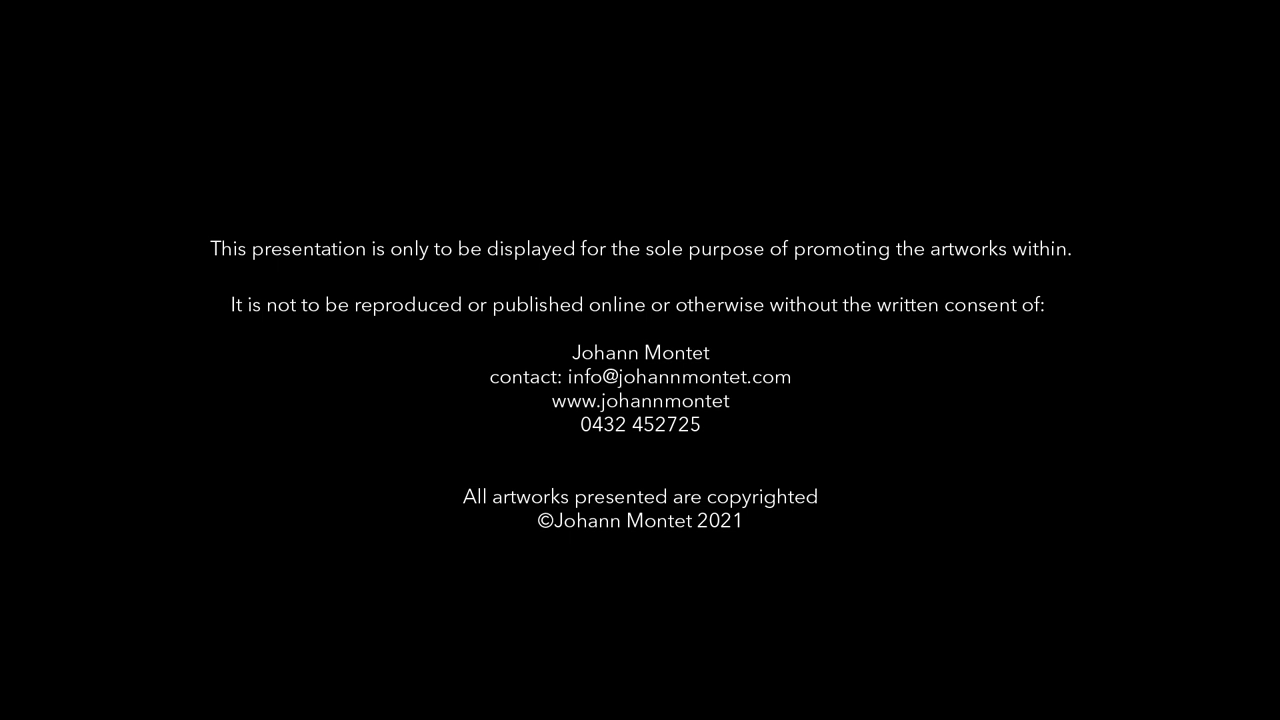 This presentation is only to be displayed for the sole purpose of promoting the artworks within.
It is not to be reproduced or published online or otherwise without the written consent of:
Johann Montet
contact: info@johannmontet.com
www.johannmontet
0432 452725
All artworks presented are copyrighted
©Johann Montet 2021